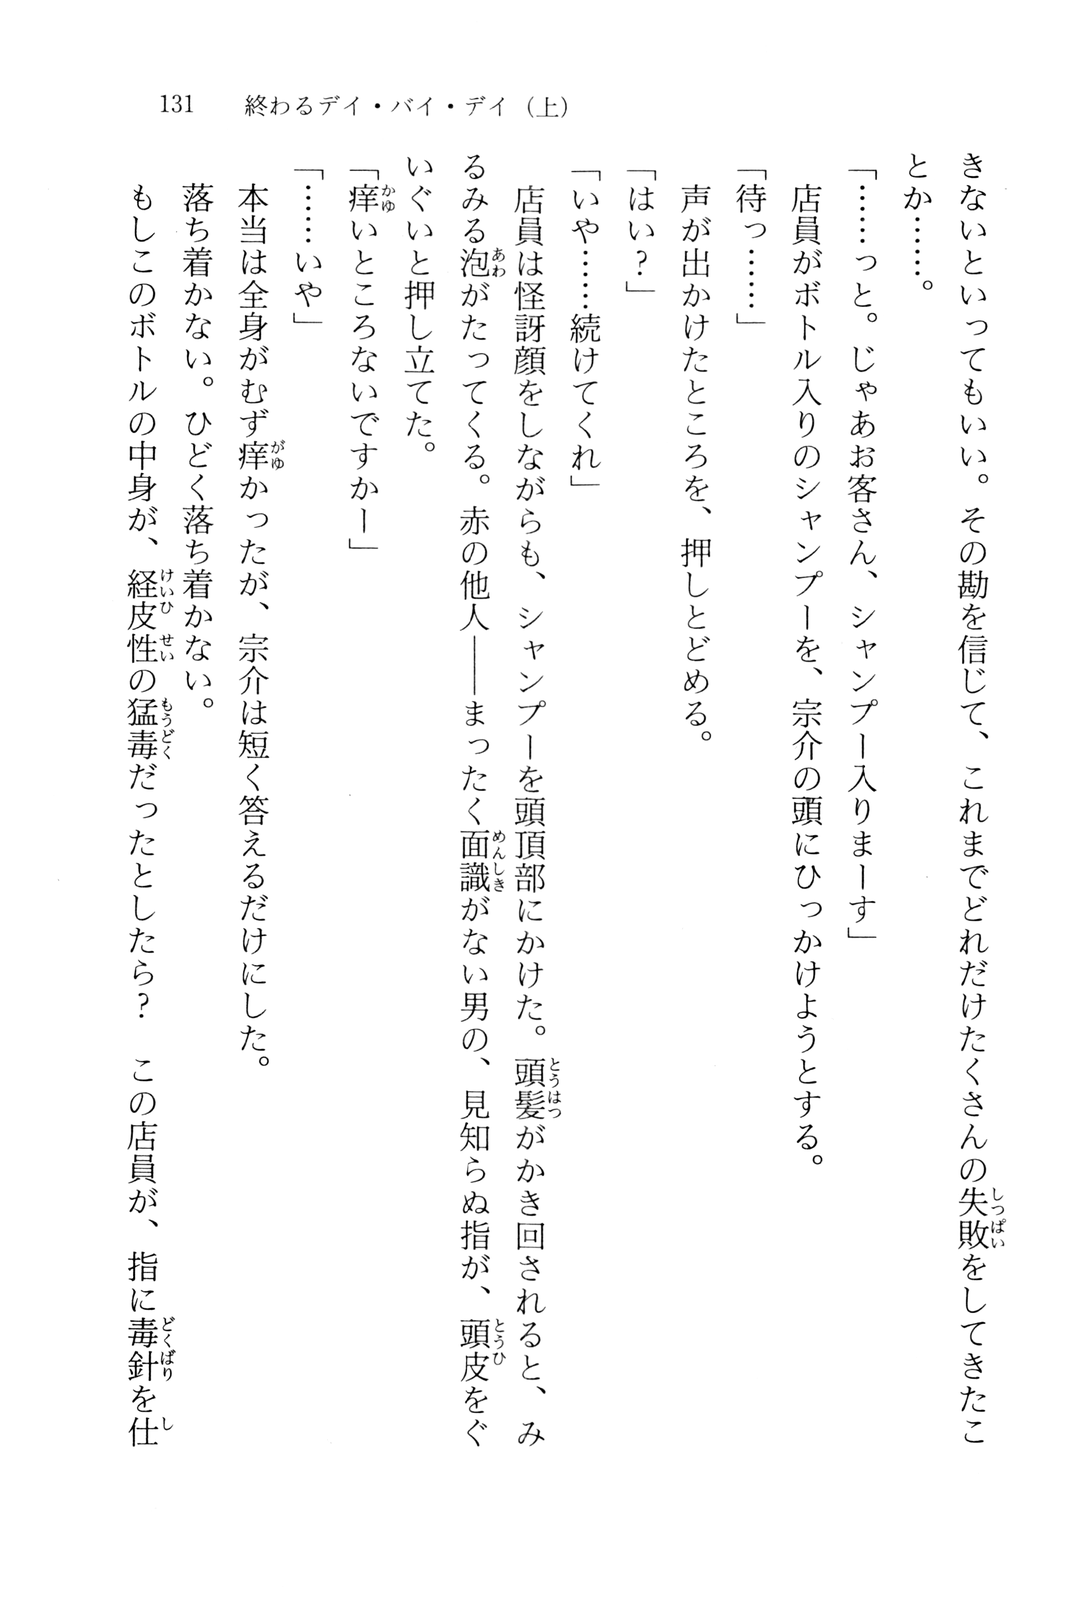 131 終わるデイ・バイ・デイ（上）
きないといってもいい。その勘を信じて、これまでどれだけたくさんの失敗をしてきたこ
とか……。
「……っと。じゃあお客さん、シャンプー入りまーす」
店員がボトル入りのシャンプーを、宗介の頭にひっかけようとする。
「待っ……」
声が出かけたところを、押しとどめる。
「はい？」
「いや……続けてくれ」
店員は怪訝顔をしながらも、シャンプーを頭頂部にかけた。頭髪がかき回されると、み
るみる泡がたってくる。赤の他人――まったく面識がない男の、見知らぬ指が、頭皮をぐ
いぐいと押し立てた。
「痒いところないですかー」
「……いや」
本当は全身がむず痒かったが、宗介は短く答えるだけにした。
落ち着かない。ひどく落ち着かない。
もしこのボトルの中身が、経皮性の猛毒だったとしたら？　この店員が、指に毒針を仕